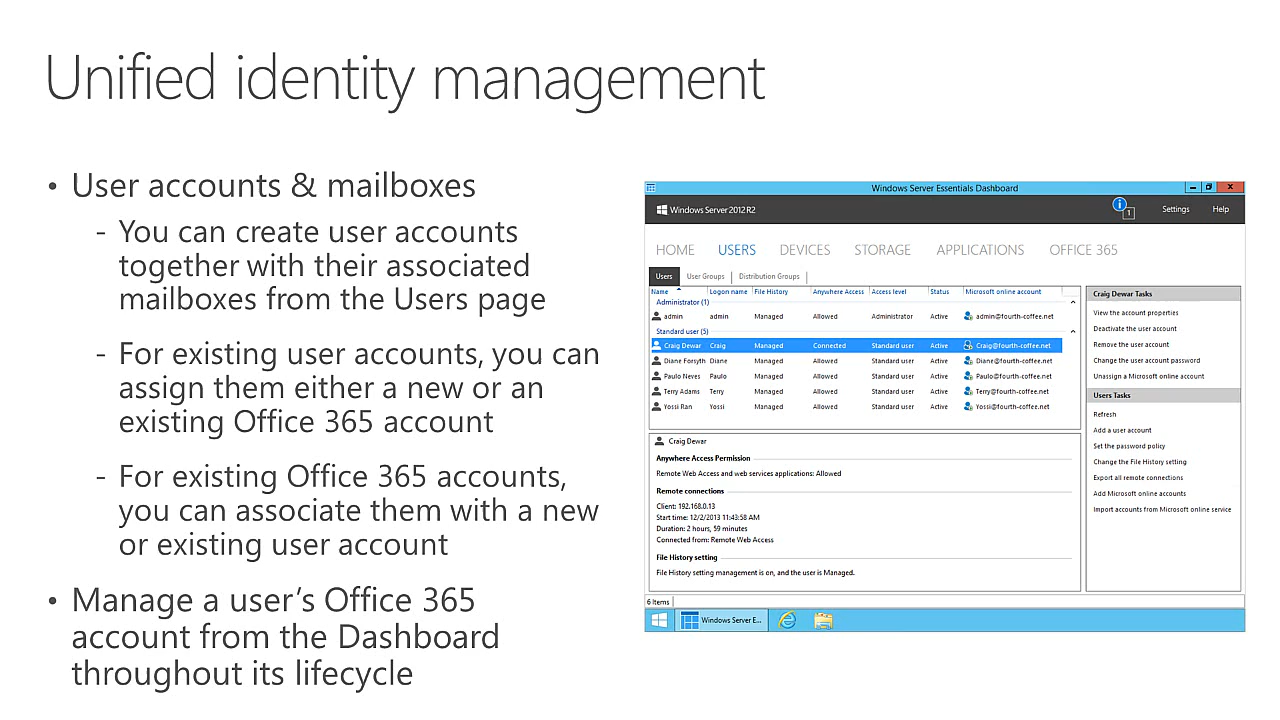 Unified identity management
• User accounts & mailboxes
- You can create user accounts
together with their associated
mailboxes from the Users page
- For existing user accounts, you can
assign them either a new or an
existing Office 365 account
- For existing Office 365 accounts,
you can associate them with a new
or existing user account
• Manage a user's Office 365
account from the Dashboard
throughout its lifecycle
Windows Server Essentials Dashboard
Windows Server 2012 R2
1
Settings
Help
HOME USERS DEVICES STORAGE APPLICATIONS OFFICE 365
Users User Groups Distribution Groups
Name Logon name File History Anywhere Access Access level Status Microsoft online account
Administrator (1)
admin admin Managed Allowed Administrator Active admin@fourth-coffee.net
Standard user (5)
Craig Dewar Craig Managed Connected Standard user Active Craig@fourth-coffee.net
Diane Forsyth Diane Managed Allowed Standard user Active Diane@fourth-coffee.net
Paulo Neves Paulo Managed Allowed Standard user Active Paulo@fourth-coffee.net
Terry Adams Terry Managed Allowed Standard user Active Terry@fourth-coffee.net
Yossi Ran Yossi Managed Allowed Standard user Active Yossi@fourth-coffee.net
Craig Dewar
Anywhere Access Permission
Remote Web Access and web services applications: Allowed
Remote connections
Client: 192.168.0.13
Start time: 12/2/2013 11:43:58 AM
Duration: 2 hours, 59 minutes
Connected from: Remote Web Access
File History setting
File History setting management is on, and the user is Managed.
Craig Dewar Tasks
View the account properties
Deactivate the user account
Remove the user account
Change the user account password
Unassign a Microsoft online account
Users Tasks
Refresh
Add a user account
Set the password policy
Change the File History setting
Export all remote connections
Add Microsoft online accounts
Import accounts from Microsoft online service
6 Items
Windows Server E...